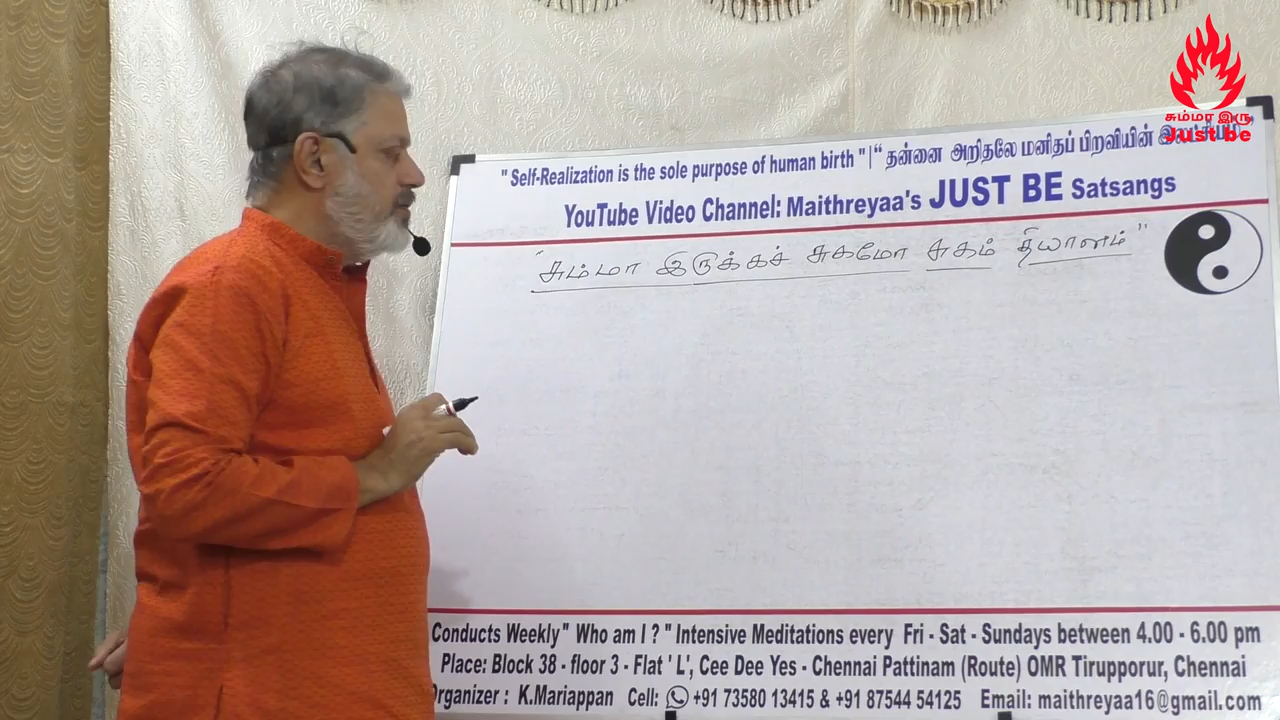 சும்மா இரு
Just be
" Self-Realization is the sole purpose of human birth " | “ தன்னை அறிதலே மனிதப் பிறவியின்
YouTube Video Channel: Maithreyaa's JUST BE Satsangs
"சும்மா இருக்கச் சுகமோ சுகம் தியானம்"
Conducts Weekly " Who am I ? " Intensive Meditations every Fri - Sat - Sundays between 4.00 - 6.00 pm
Place: Block 38 - floor 3 - Flat ' L', Cee Dee Yes - Chennai Pattinam (Route) OMR Tirupporur, Chennai
Organizer : K.Mariappan Cell: +91 73580 13415 & +91 87544 54125 Email: maithreyaa16@gmail.com